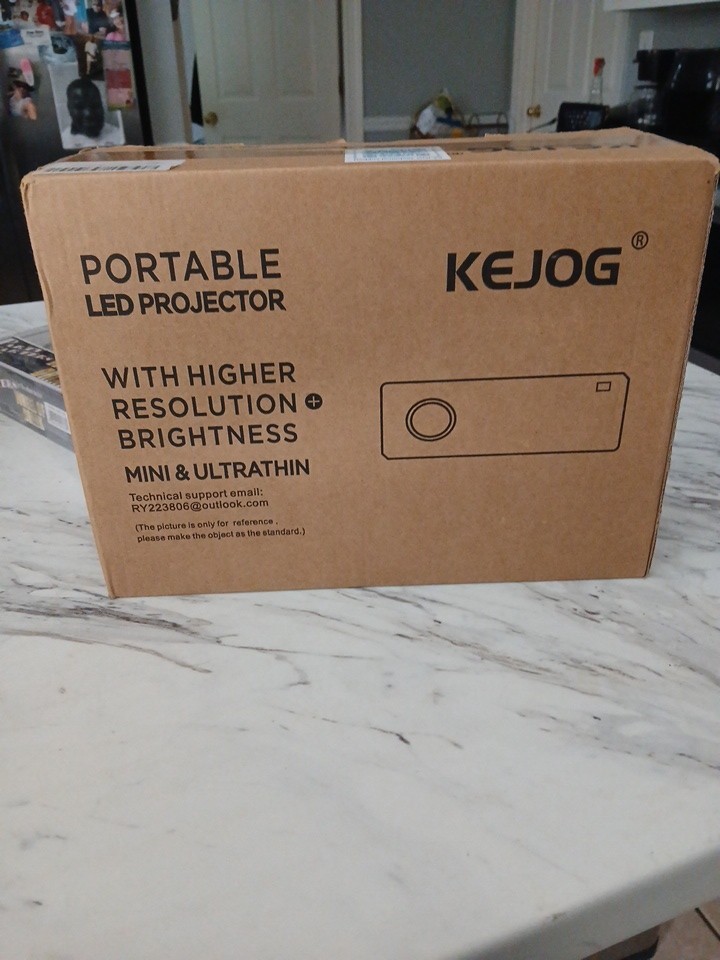 PORTABLE
LED PROJECTOR
KEJOG®
WITH HIGHER
RESOLUTION +
BRIGHTNESS
MINI & ULTRATHIN
Technical support email:
RY223806@outlook.com
(The picture is only for reference .
please make the object as the standard.)